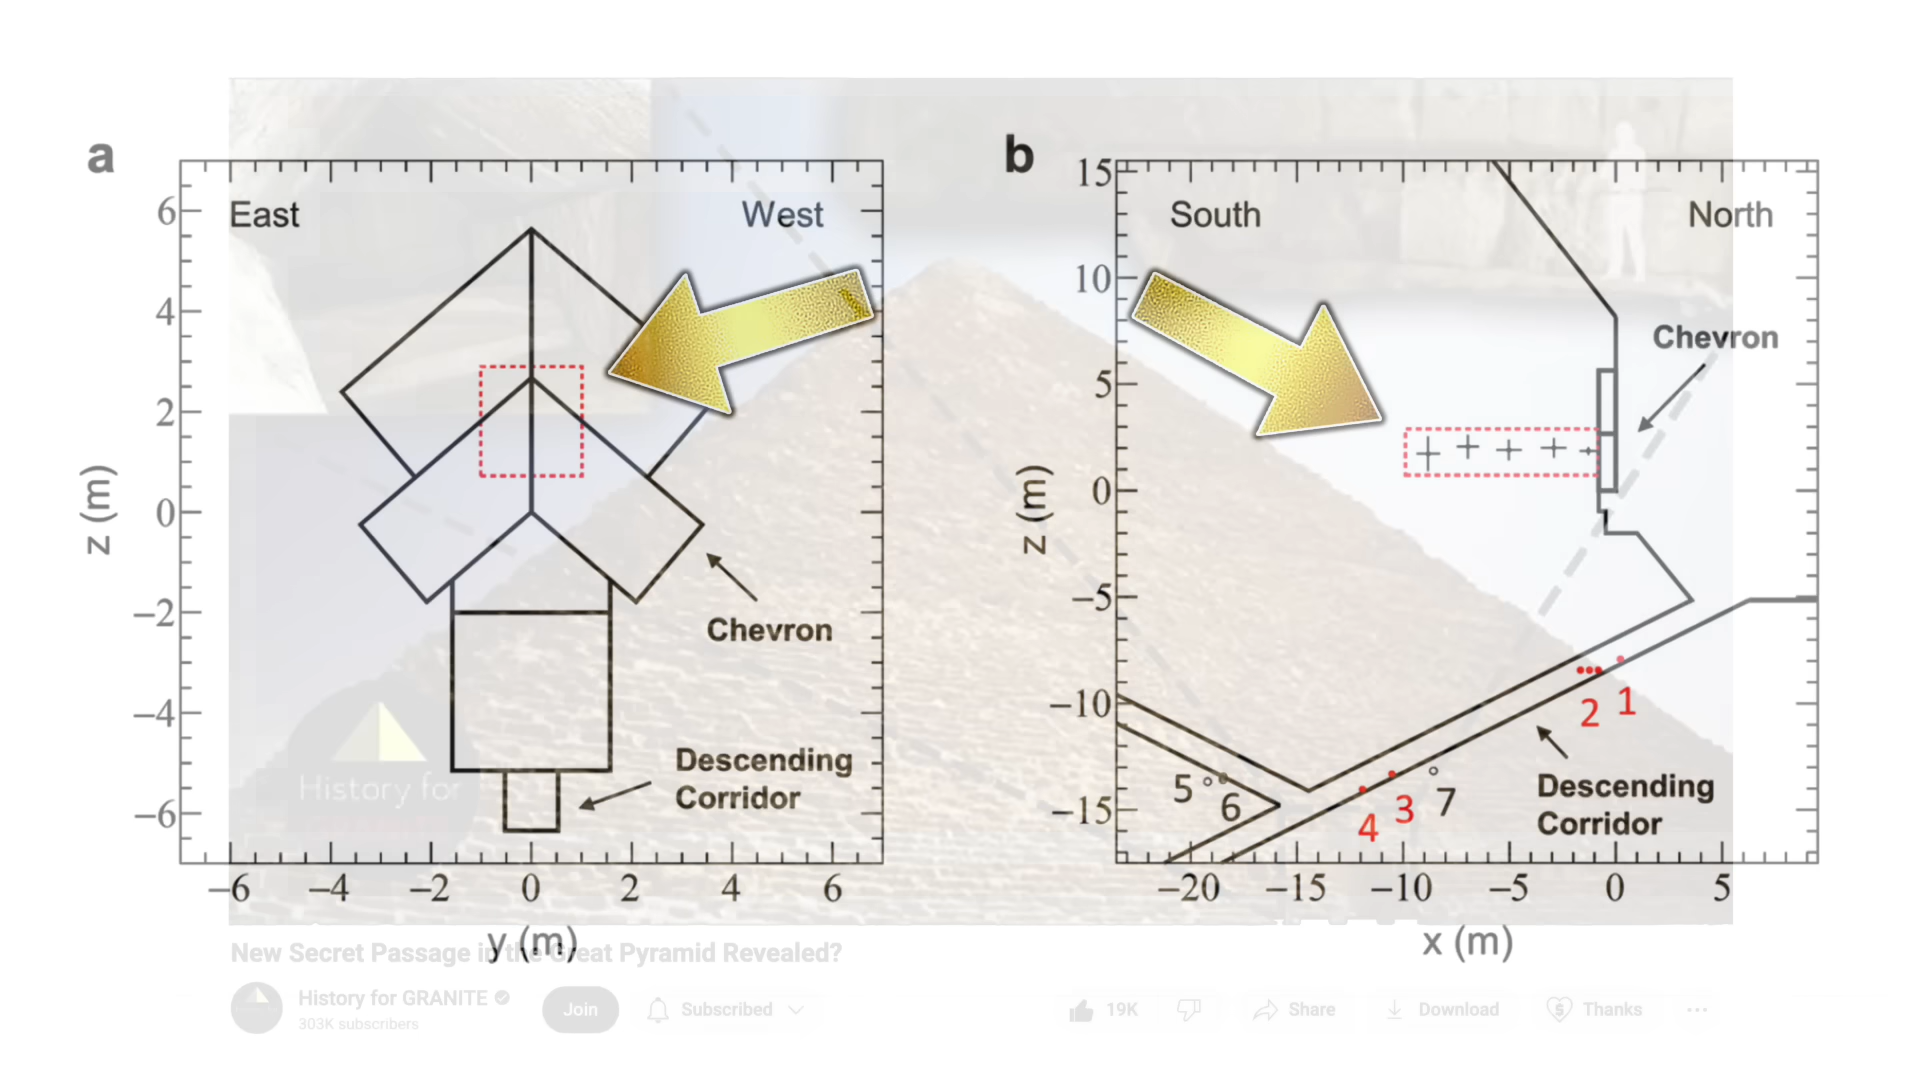 a
East
West
6
4
2
0
−2
−4
−6
z (m)
Chevron
Descending
Corridor
−6 −4 −2 0 2 4 6
y (m)
b
South
North
15
10
5
0
−5
−10
−15
z (m)
Chevron
1
2
3
4
5
6
7
Descending
Corridor
−20 −15 −10 −5 0 5
x (m)
History for
New Secret Passage in the Great Pyramid Revealed?
History for GRANITE
303K subscribers
Join
Subscribed
19K
Share
Download
Thanks